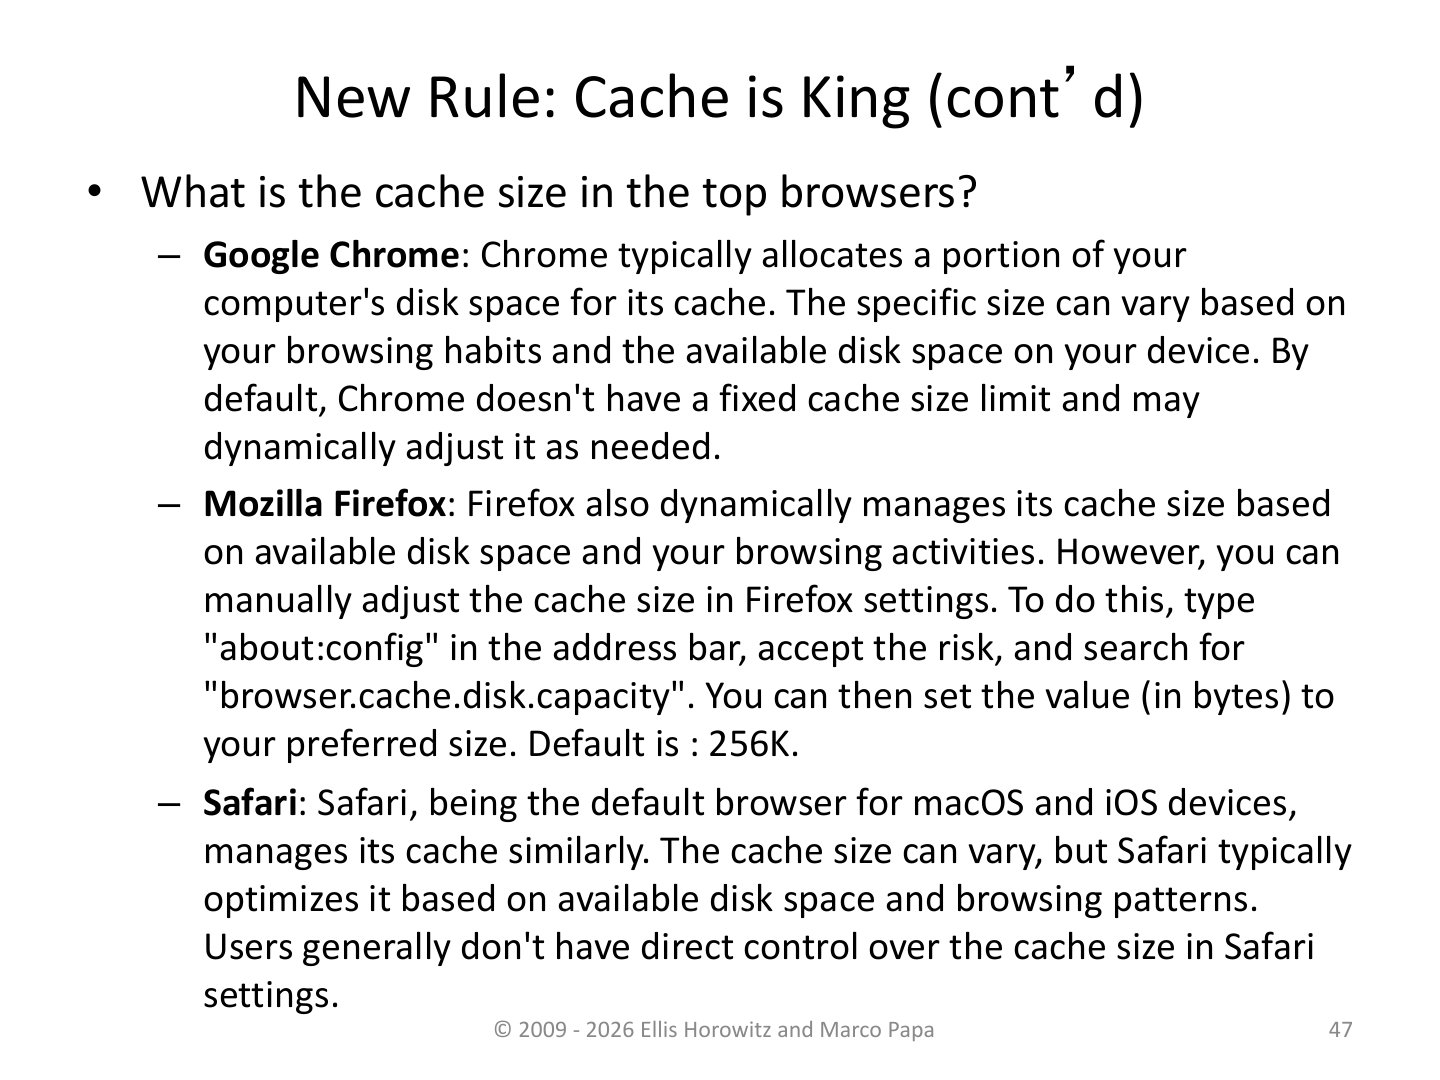 New Rule: Cache is King (cont’d)
• What is the cache size in the top browsers?
– Google Chrome: Chrome typically allocates a portion of your
computer's disk space for its cache. The specific size can vary based on
your browsing habits and the available disk space on your device. By
default, Chrome doesn't have a fixed cache size limit and may
dynamically adjust it as needed.
– Mozilla Firefox: Firefox also dynamically manages its cache size based
on available disk space and your browsing activities. However, you can
manually adjust the cache size in Firefox settings. To do this, type
"about:config" in the address bar, accept the risk, and search for
"browser.cache.disk.capacity". You can then set the value (in bytes) to
your preferred size. Default is : 256K.
– Safari: Safari, being the default browser for macOS and iOS devices,
manages its cache similarly. The cache size can vary, but Safari typically
optimizes it based on available disk space and browsing patterns.
Users generally don't have direct control over the cache size in Safari
settings.
© 2009 - 2026 Ellis Horowitz and Marco Papa
47